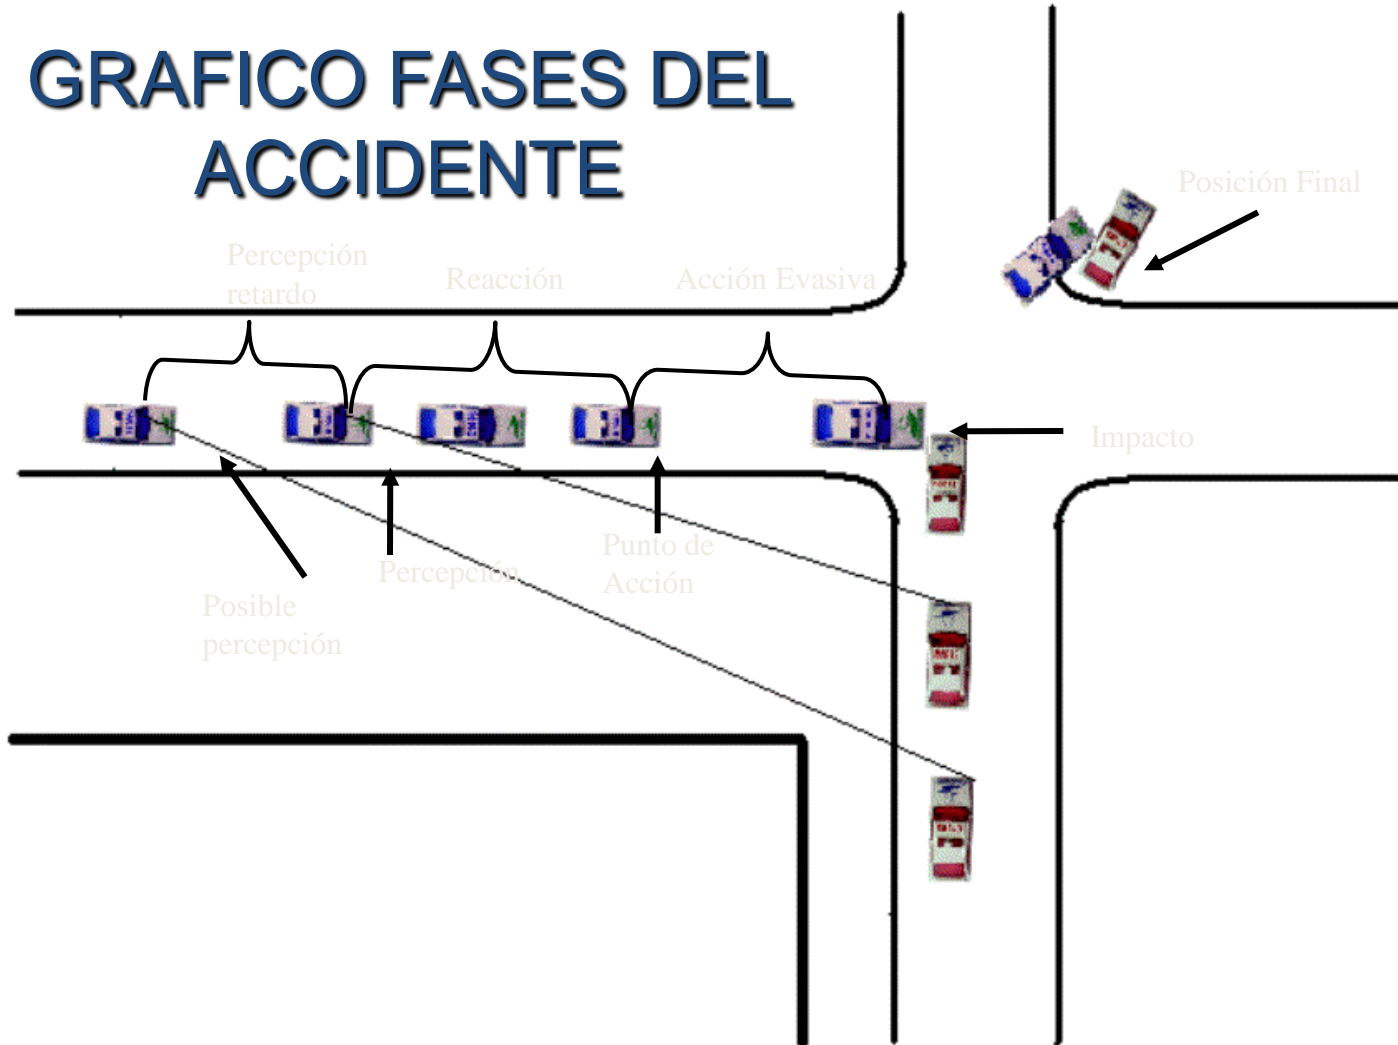 GRAFICO FASES DEL
ACCIDENTE
Posición Final
Percepción
retardo
Reacción
Acción Evasiva
Impacto
Punto de
Acción
Percepción
Posible
percepción